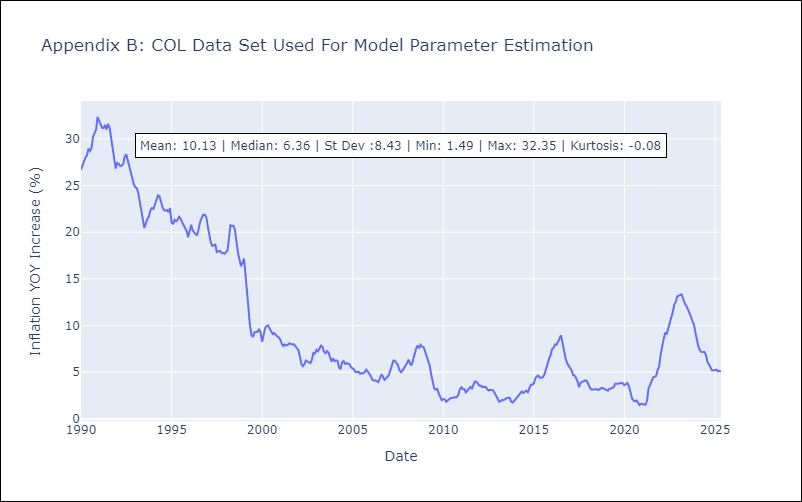 Appendix B: COL Data Set Used For Model Parameter Estimation
Mean: 10.13 | Median: 6.36 | St Dev :8.43 | Min: 1.49 | Max: 32.35 | Kurtosis: -0.08
Inflation YOY Increase (%)
30
25
20
15
10
5
0
1990 1995 2000 2005 2010 2015 2020 2025
Date